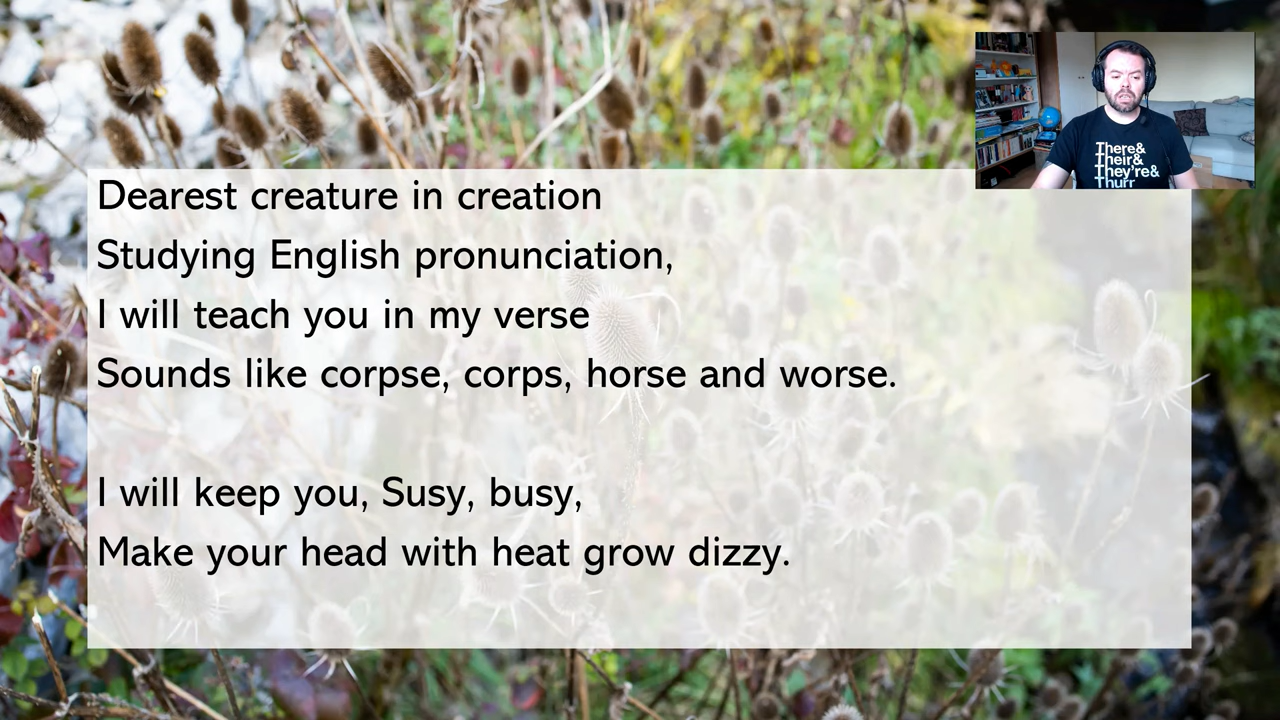 Dearest creature in creation
Studying English pronunciation,
I will teach you in my verse
Sounds like corpse, corps, horse and worse.
I will keep you, Susy, busy,
Make your head with heat grow dizzy.
There&
Their&
They're&
Thurr